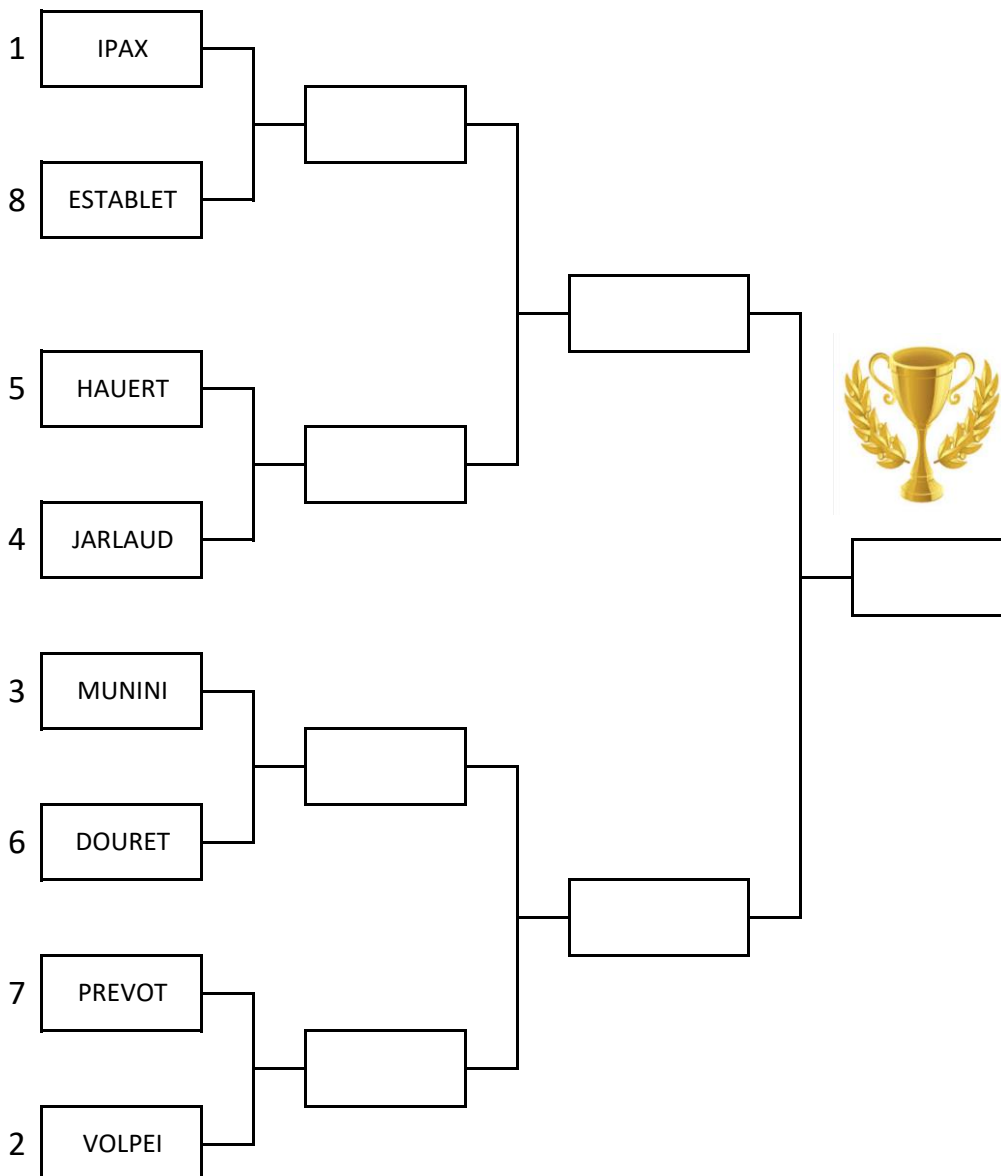 1 IPAX
8 ESTABLET
5 HAUERT
4 JARLAUD
3 MUNINI
6 DOURET
7 PREVOT
2 VOLPEI